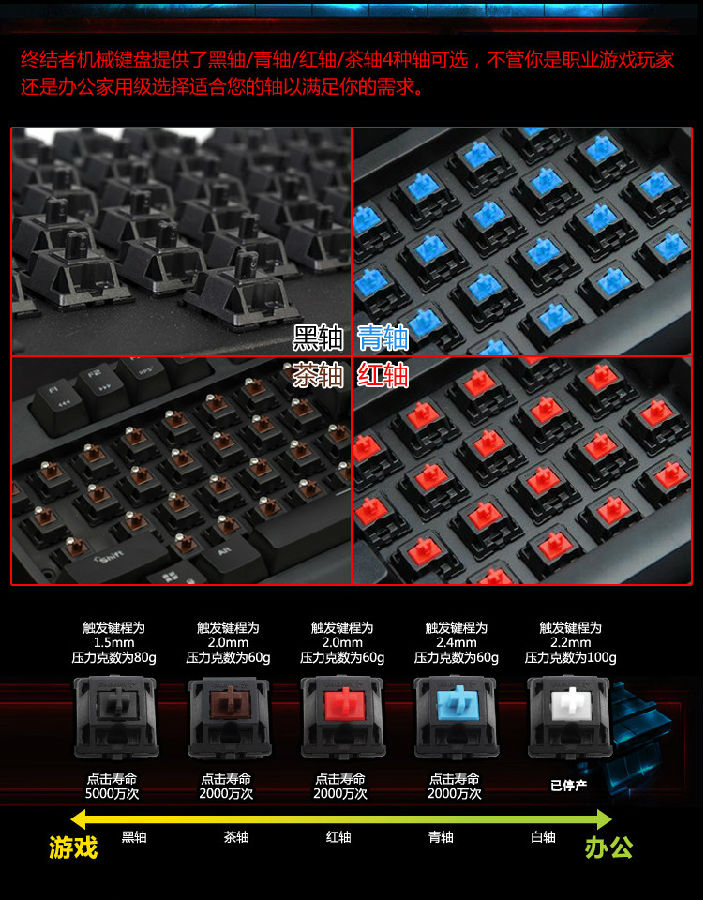 终结者机械键盘提供了黑轴/青轴/红轴/茶轴4种轴可选，不管你是职业游戏玩家
还是办公家用级选择适合您的轴以满足你的需求。
黑轴 青轴
茶轴 红轴
F1
F2
Shift
Alt
触发键程为 触发键程为 触发键程为 触发键程为 触发键程为
1.5mm 2.0mm 2.0mm 2.4mm 2.2mm
压力克数为80g 压力克数为60g 压力克数为60g 压力克数为60g 压力克数为100g
点击寿命 点击寿命 点击寿命 点击寿命 已停产
5000万次 2000万次 2000万次 2000万次
游戏 黑轴 茶轴 红轴 青轴 白轴 办公